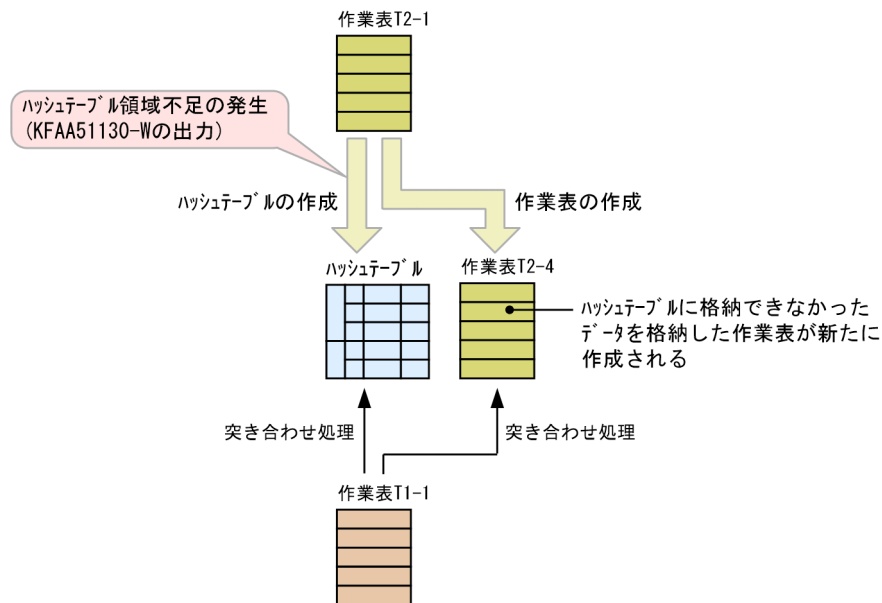 作業表T2-1
ﾊｯｼｭﾃｰﾌﾞﾙ領域不足の発生
(KFAA51130-Wの出力)
ﾊｯｼｭﾃｰﾌﾞﾙの作成
作業表の作成
ﾊｯｼｭﾃｰﾌﾞﾙ
作業表T2-4
ﾊｯｼｭﾃｰﾌﾞﾙに格納できなかった
ﾃﾞｰﾀを格納した作業表が新たに
作成される
突き合わせ処理
突き合わせ処理
作業表T1-1